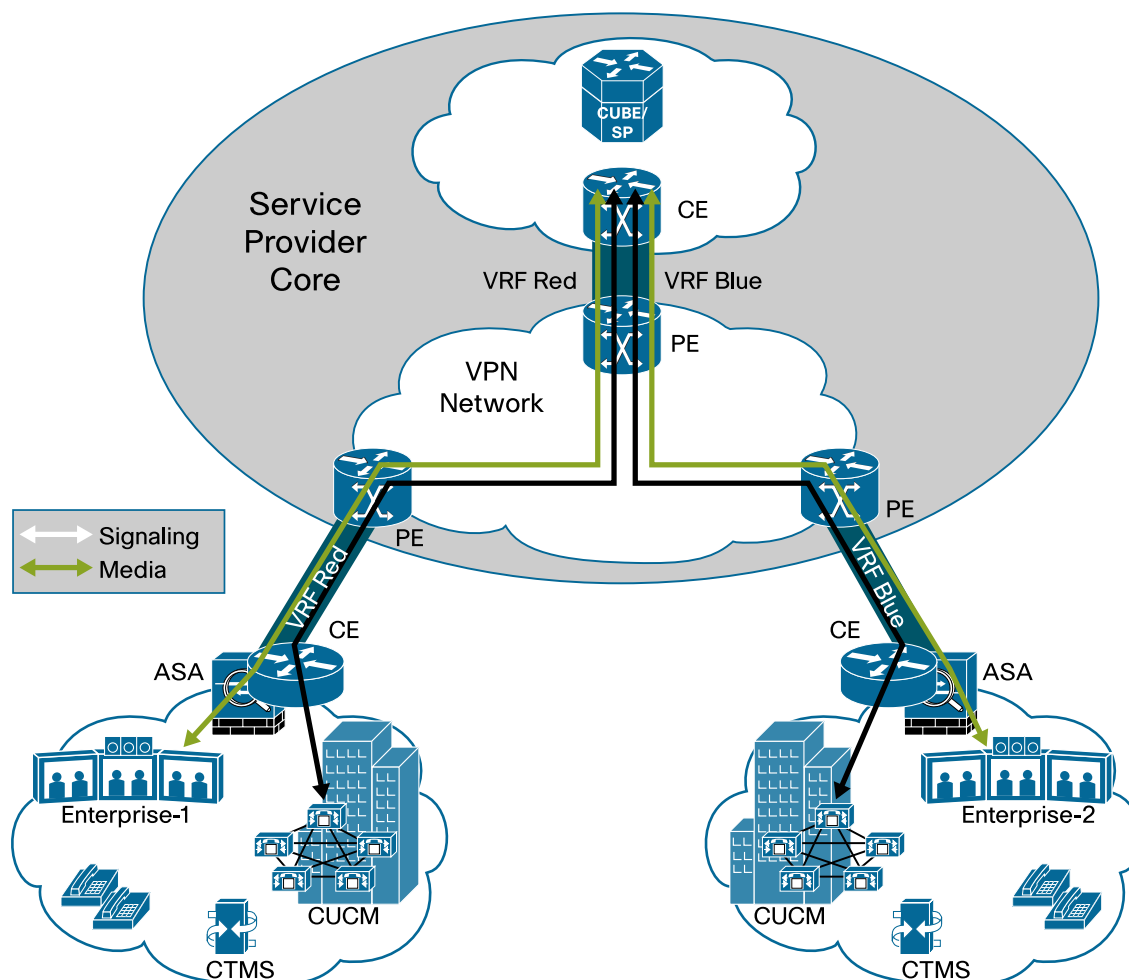 CUBE/
SP
Service
Provider
Core
CE
VRF Red
VRF Blue
PE
VPN
Network
PE
PE
Signaling
Media
VRF Red
VRF Blue
CE
CE
ASA
ASA
Enterprise-1
Enterprise-2
CUCM
CUCM
CTMS
CTMS